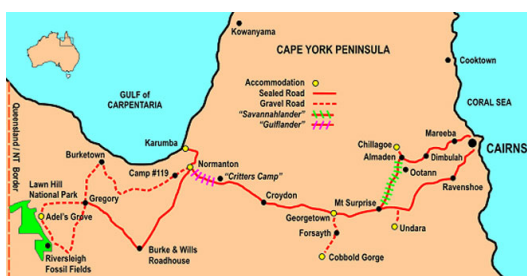 Kowanyama
CAPE YORK PENINSULA
Cooktown
GULF of
CARPENTARIA
CORAL SEA
Accommodation
Sealed Road
Gravel Road
"Savannahlander"
"Gulflander"
Queensland / NT Border
Karumba
Normanton
Burketown
Camp #119
"Critters Camp"
Chillagoe
Almaden
Mareeba
Dimbulah
CAIRNS
Ootann
Ravenshoe
Lawn Hill
National Park
Gregory
Adel's Grove
Croydon
Mt Surprise
Georgetown
Undara
Forsayth
Riversleigh
Fossil Fields
Burke & Wills
Roadhouse
Cobbold Gorge